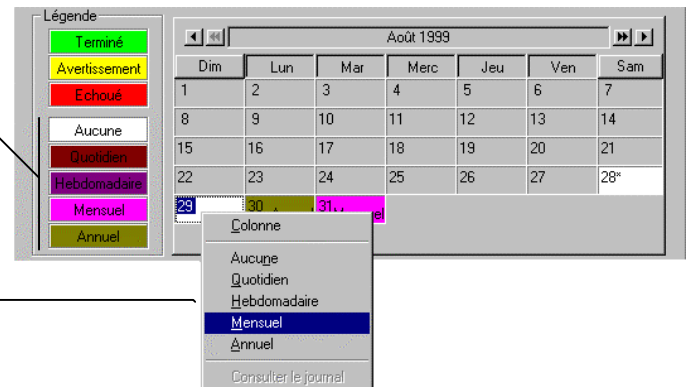 Légende
Terminé
Avertissement
Echoué
Aucune
Quotidien
Hebdomadaire
Mensuel
Annuel
Août 1999
Dim Lun Mar Merc Jeu Ven Sam
1 2 3 4 5 6 7
8 9 10 11 12 13 14
15 16 17 18 19 20 21
22 23 24 25 26 27 28*
29 30 31
Colonne
Aucune
Quotidien
Hebdomadaire
Mensuel
Annuel
Consulter le journal